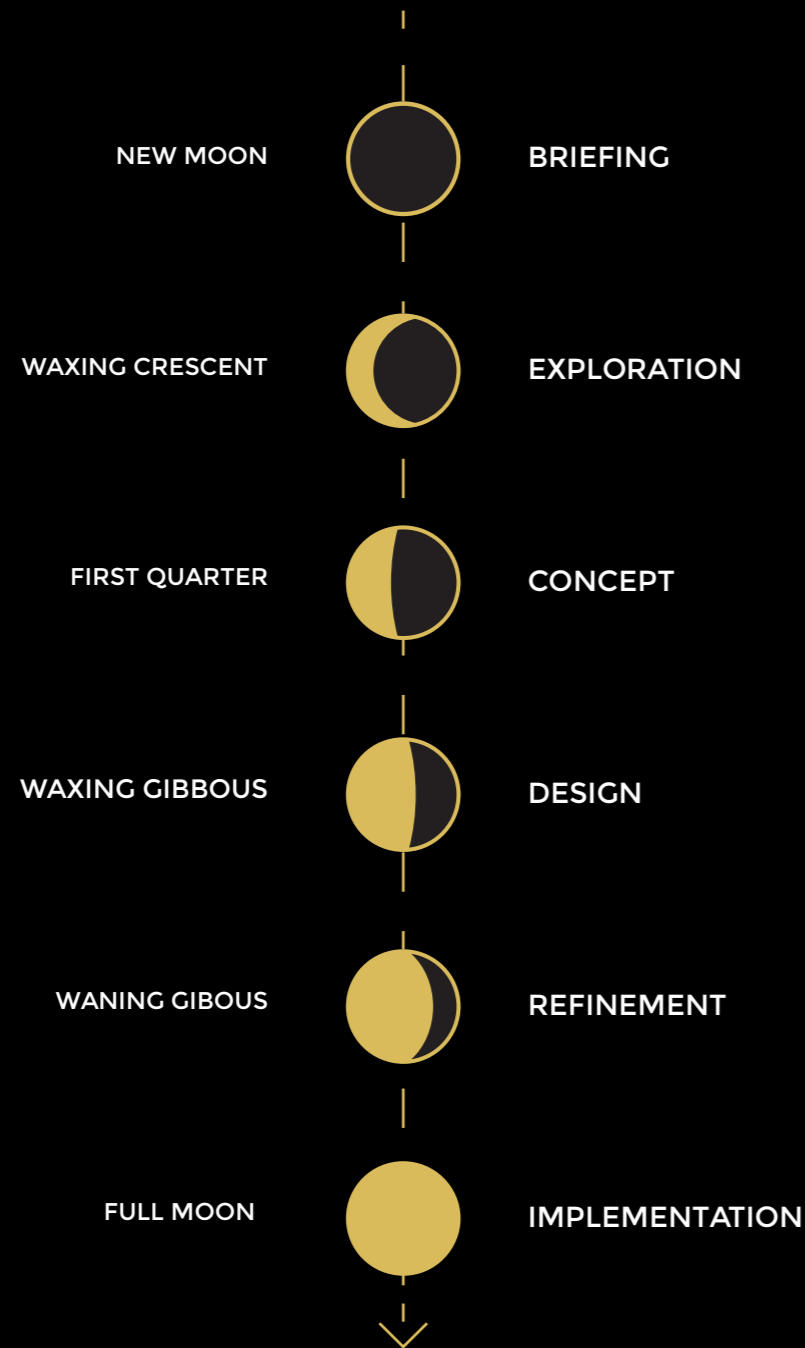 NEW MOON
BRIEFING
WAXING CRESCENT
EXPLORATION
FIRST QUARTER
CONCEPT
WAXING GIBBOUS
DESIGN
WANING GIBOUS
REFINEMENT
FULL MOON
IMPLEMENTATION